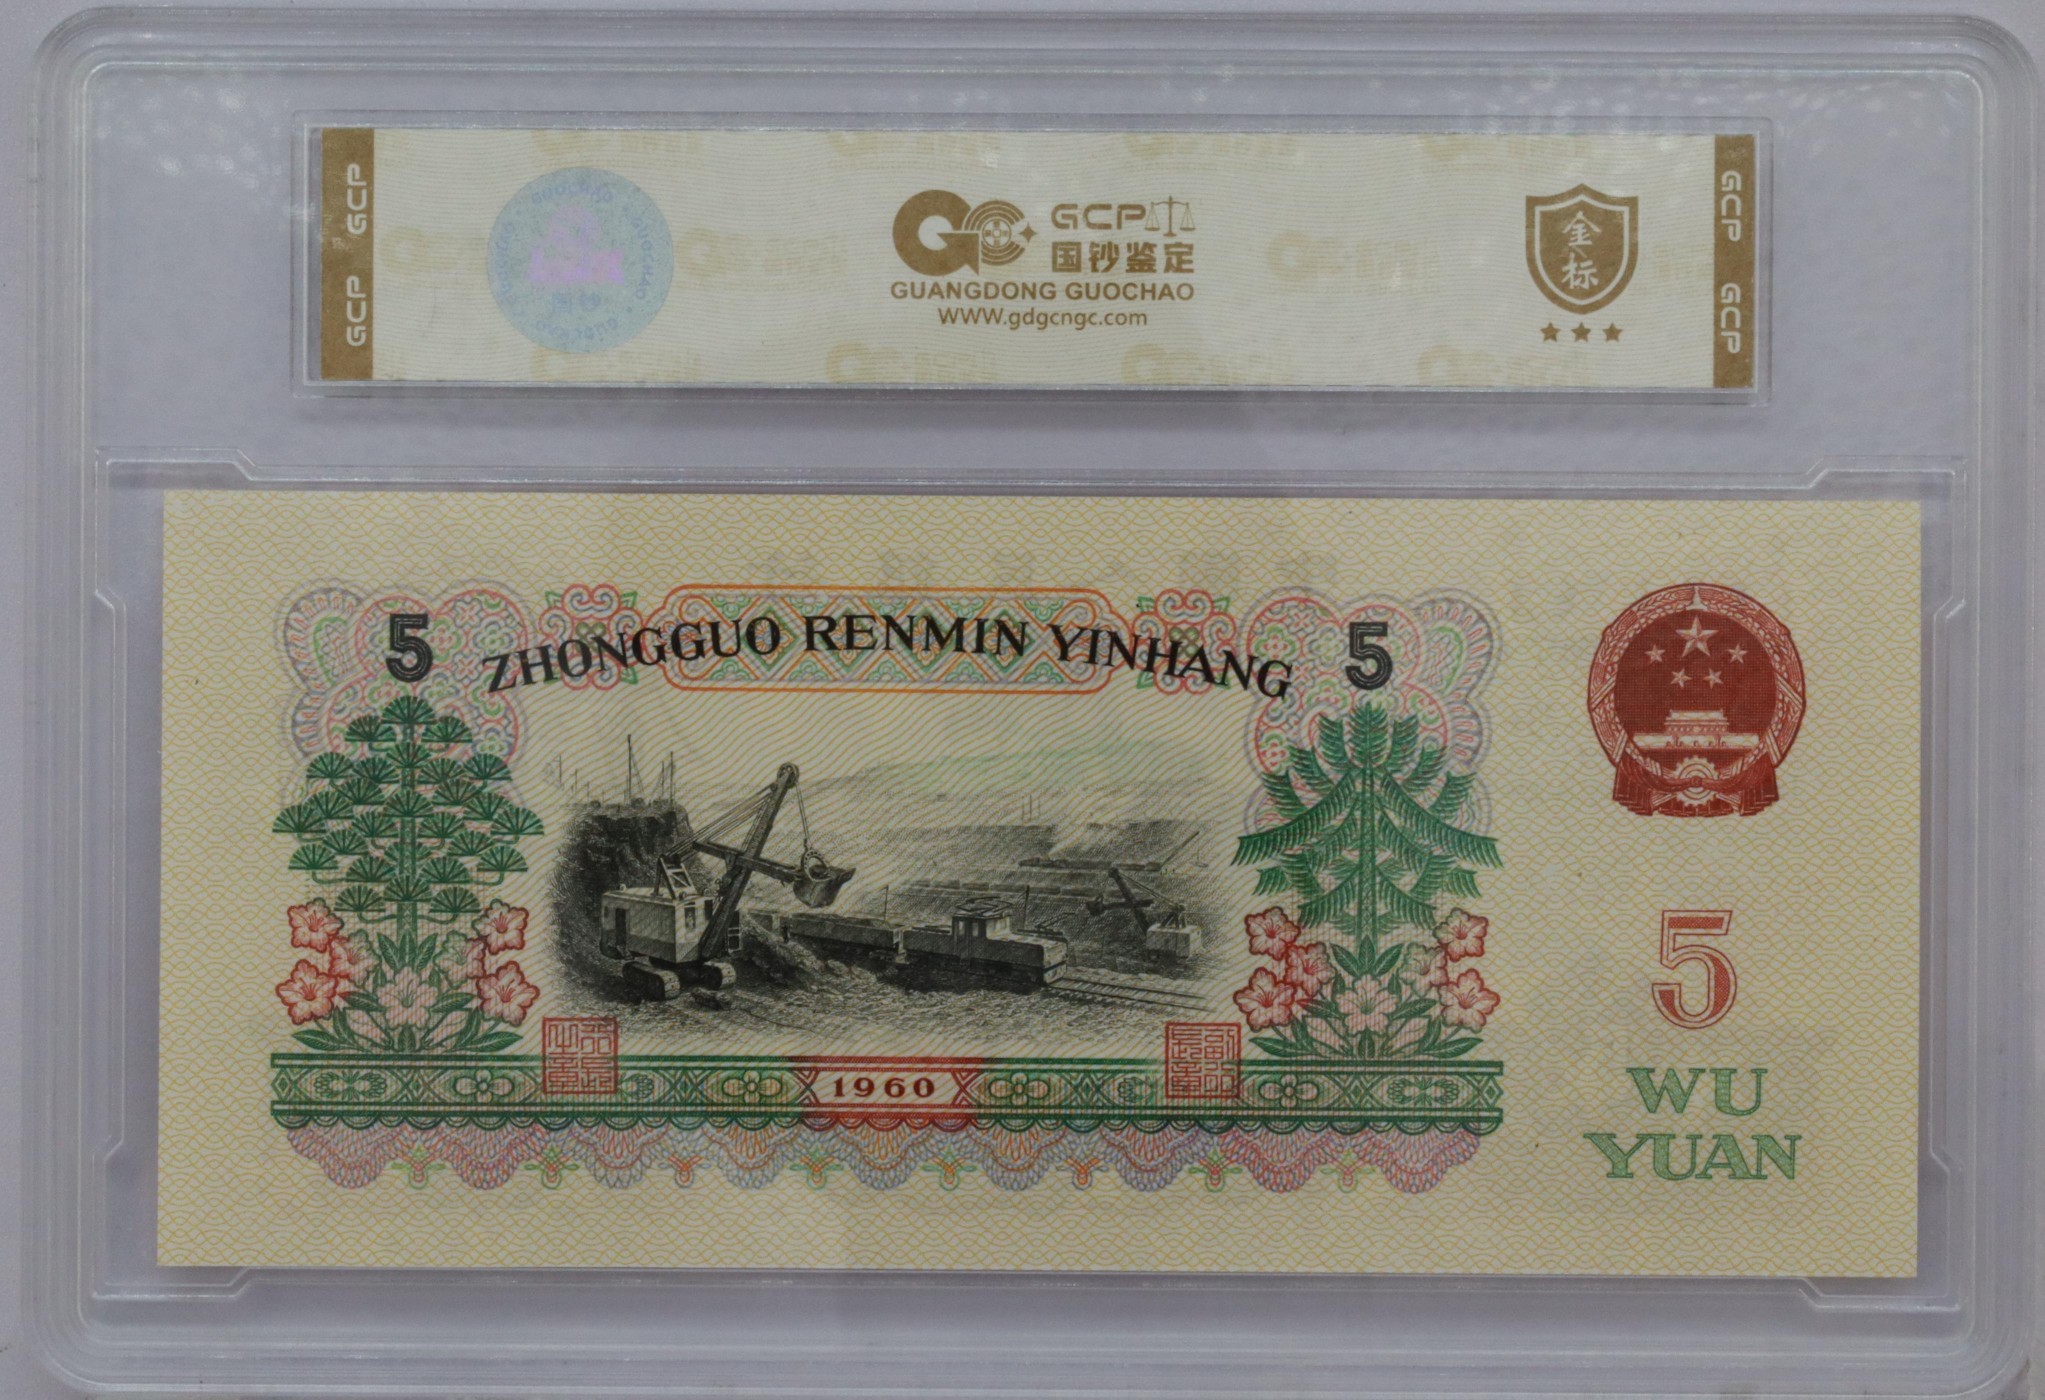 GCP GCP
GCP
国钞鉴定
GUANGDONG GUOCHAO
WWW.gdgcngc.com
金标
GCP GCP
5
ZHONGGUO RENMIN YINHANG
5
1960
5
WU
YUAN